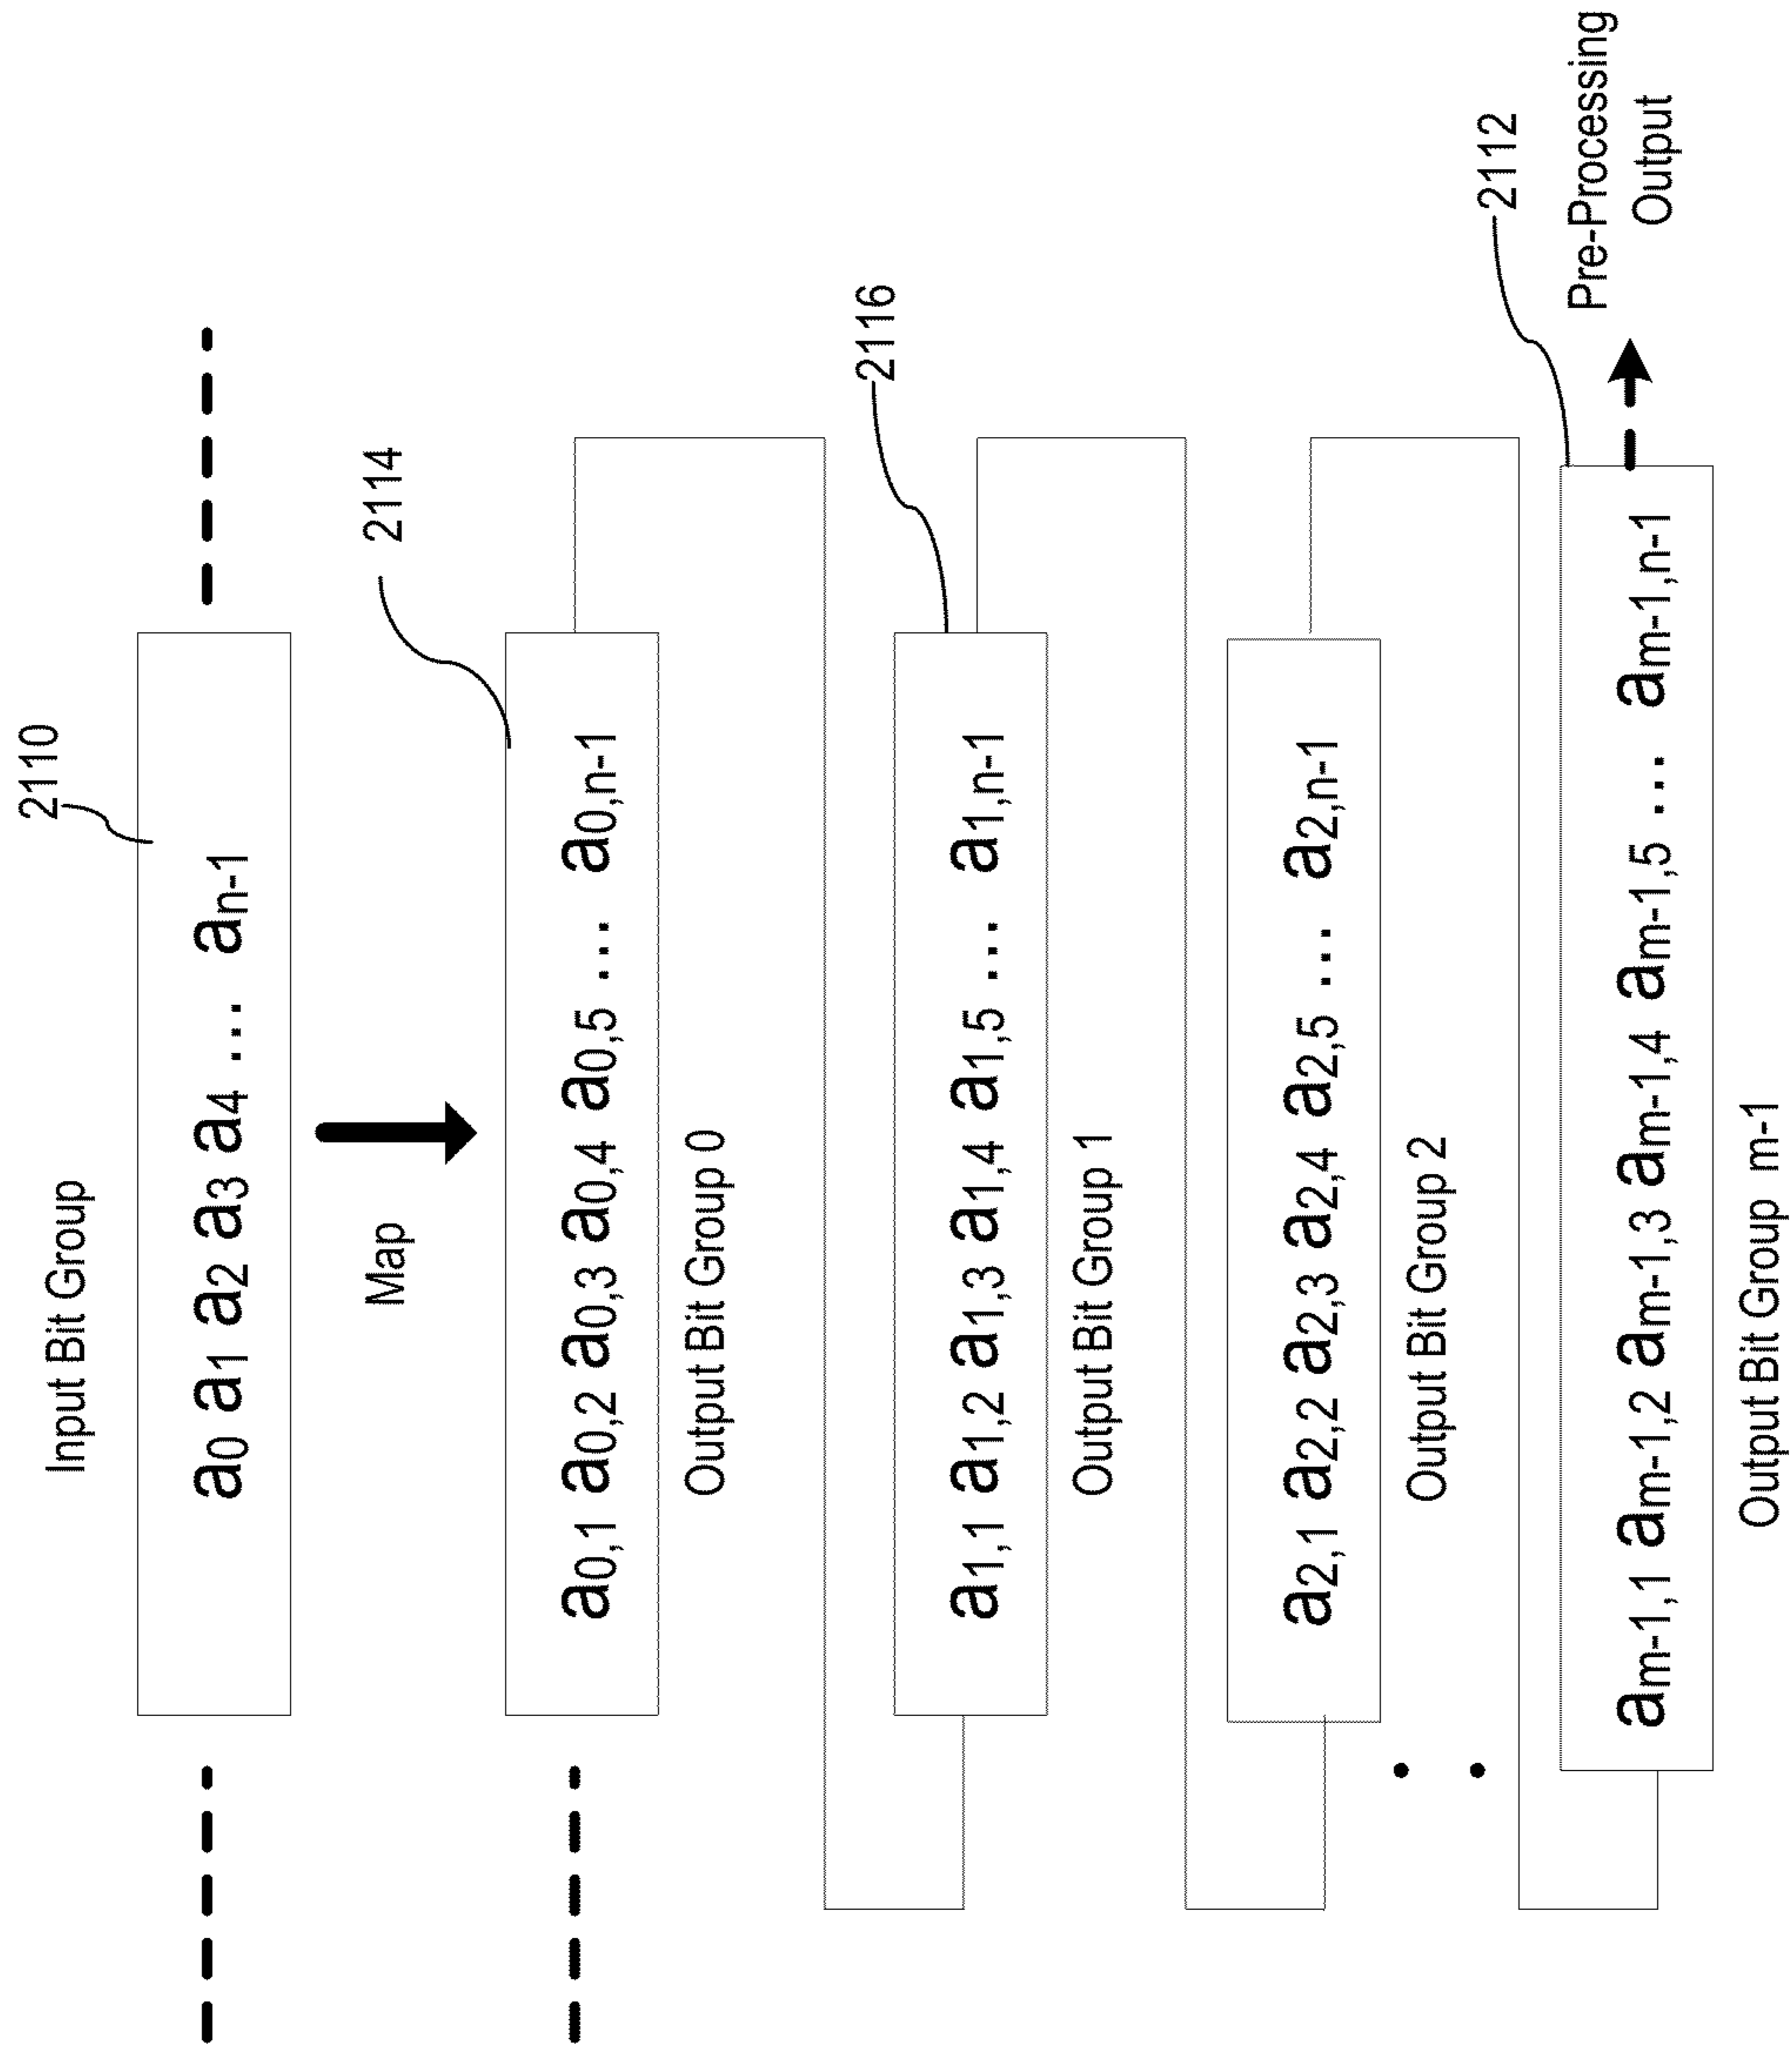 Input Bit Group
2110
a0 a1 a2 a3 a4 ... an-1
Map
2114
a0,1 a0,2 a0,3 a0,4 a0,5 ... a0,n-1
Output Bit Group 0
2116
a1,1 a1,2 a1,3 a1,4 a1,5 ... a1,n-1
Output Bit Group 1
a2,1 a2,2 a2,3 a2,4 a2,5 ... a2,n-1
Output Bit Group 2
2112
Pre-Processing
Output
am-1,1 am-1,2 am-1,3 am-1,4 am-1,5 ... am-1,n-1
Output Bit Group m-1